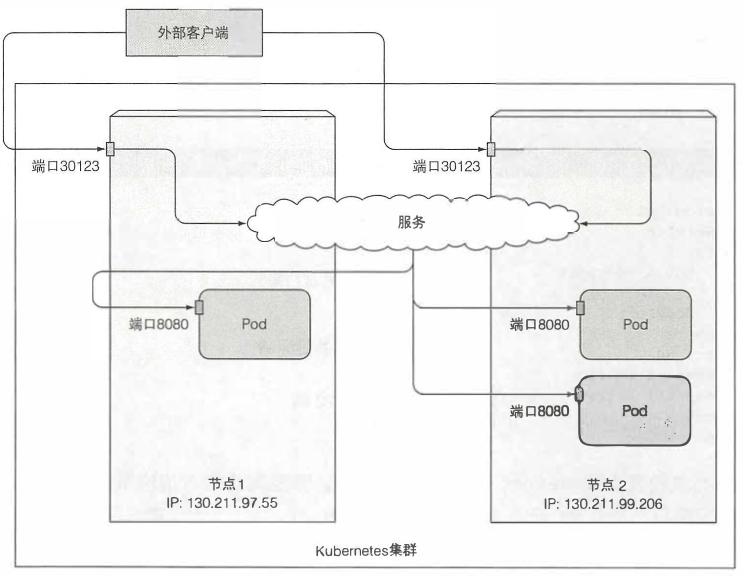 外部客户端
端口30123
端口30123
服务
端口8080
Pod
端口8080
Pod
端口8080
Pod
节点1
IP: 130.211.97.55
节点 2
IP: 130.211.99.206
Kubernetes集群